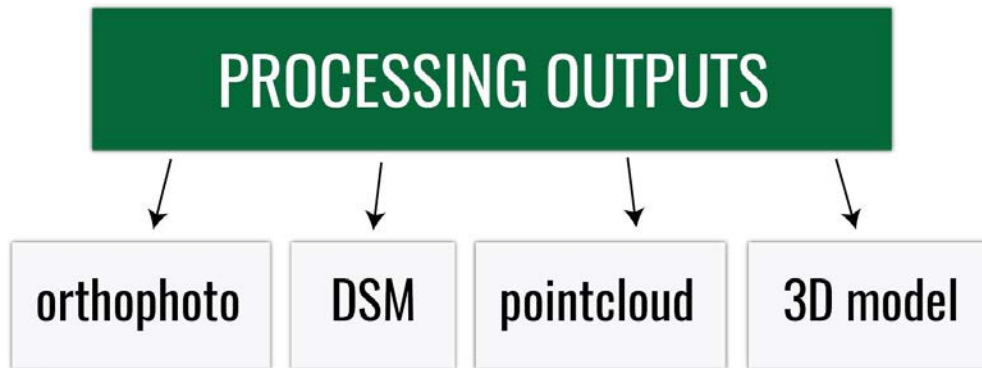 PROCESSING OUTPUTS
orthophoto
DSM
pointcloud
3D model